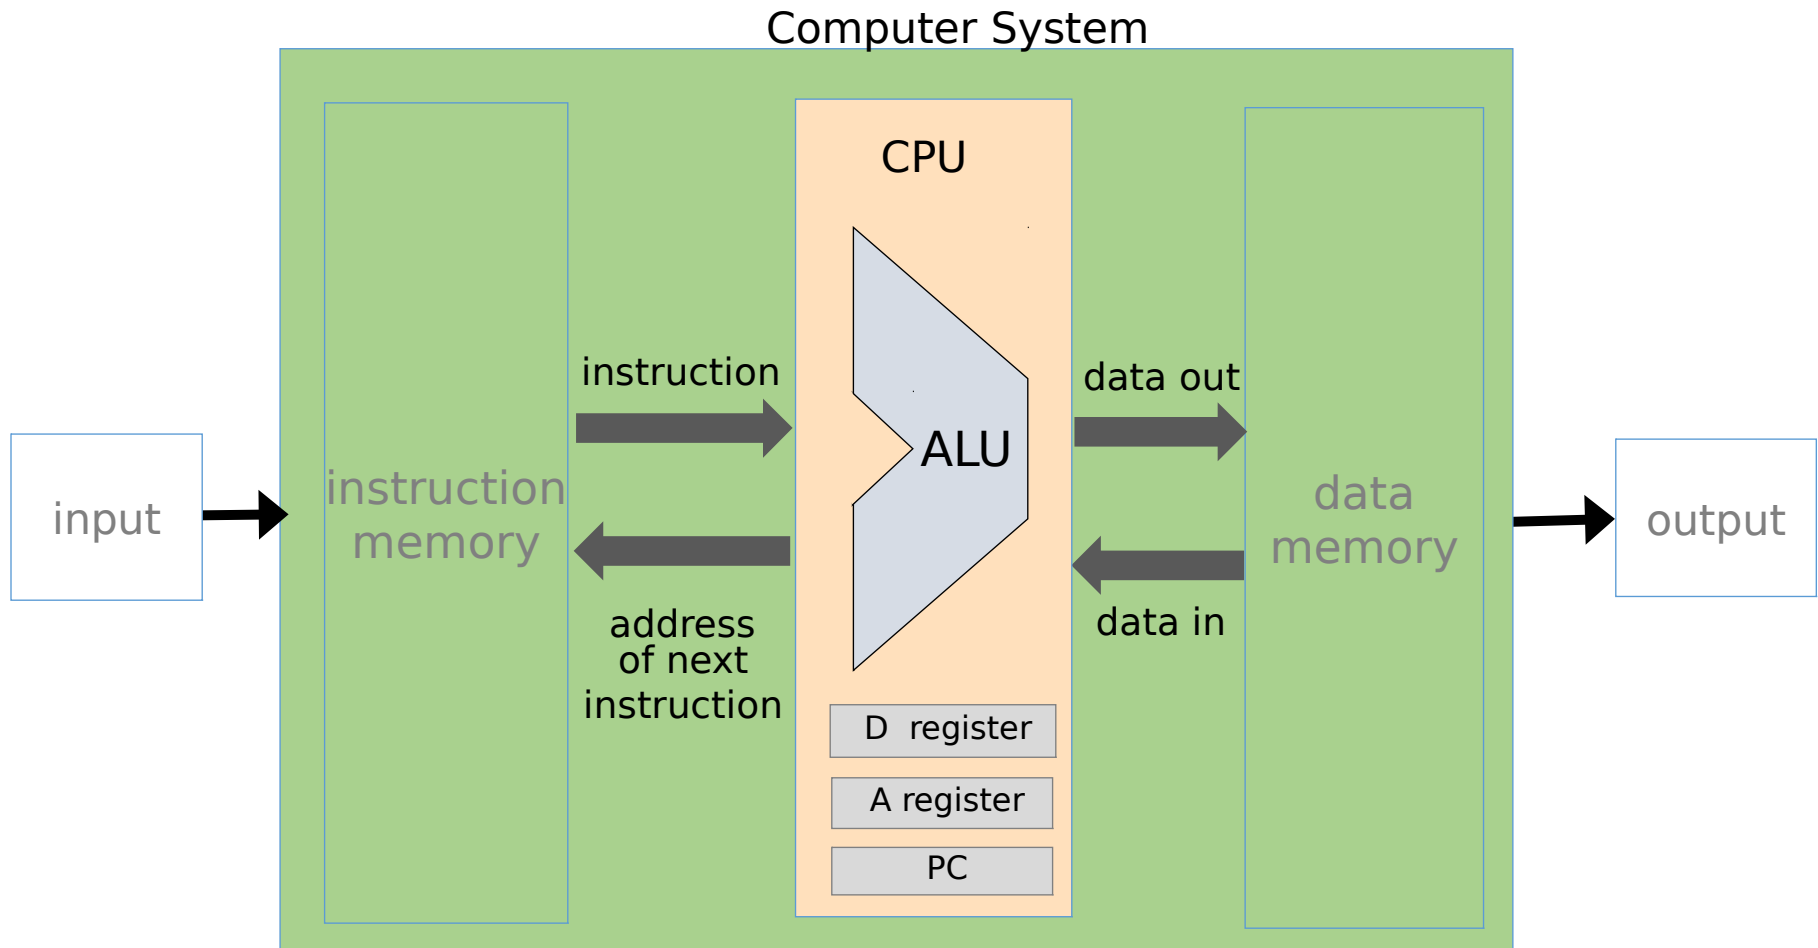 Computer System
CPU
instruction
data out
ALU
instruction
memory
data
memory
input
output
address
of next
instruction
data in
D register
A register
PC